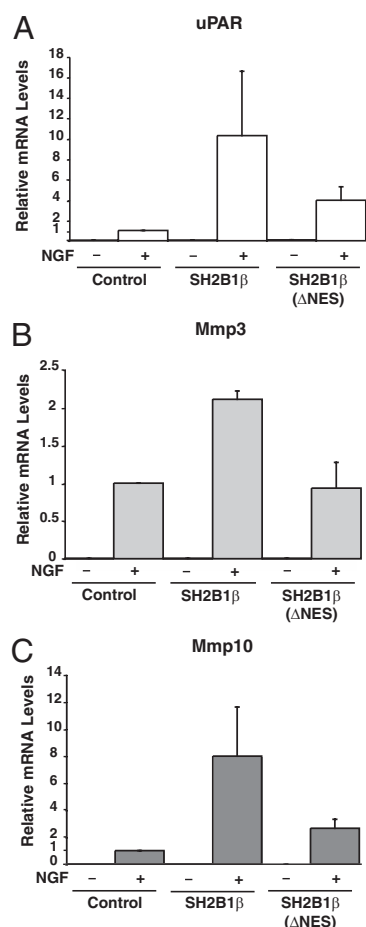 A
uPAR
Relative mRNA Levels
18
16
14
12
10
8
6
4
2
1
NGF – + – + – +
Control SH2B1β SH2B1β
(ΔNES)
B
Mmp3
Relative mRNA Levels
2.5
2
1.5
1
0.5
0
NGF – + – + – +
Control SH2B1β SH2B1β
(ΔNES)
C
Mmp10
Relative mRNA Levels
14
12
10
8
6
4
2
1
0
NGF – + – + – +
Control SH2B1β SH2B1β
(ΔNES)